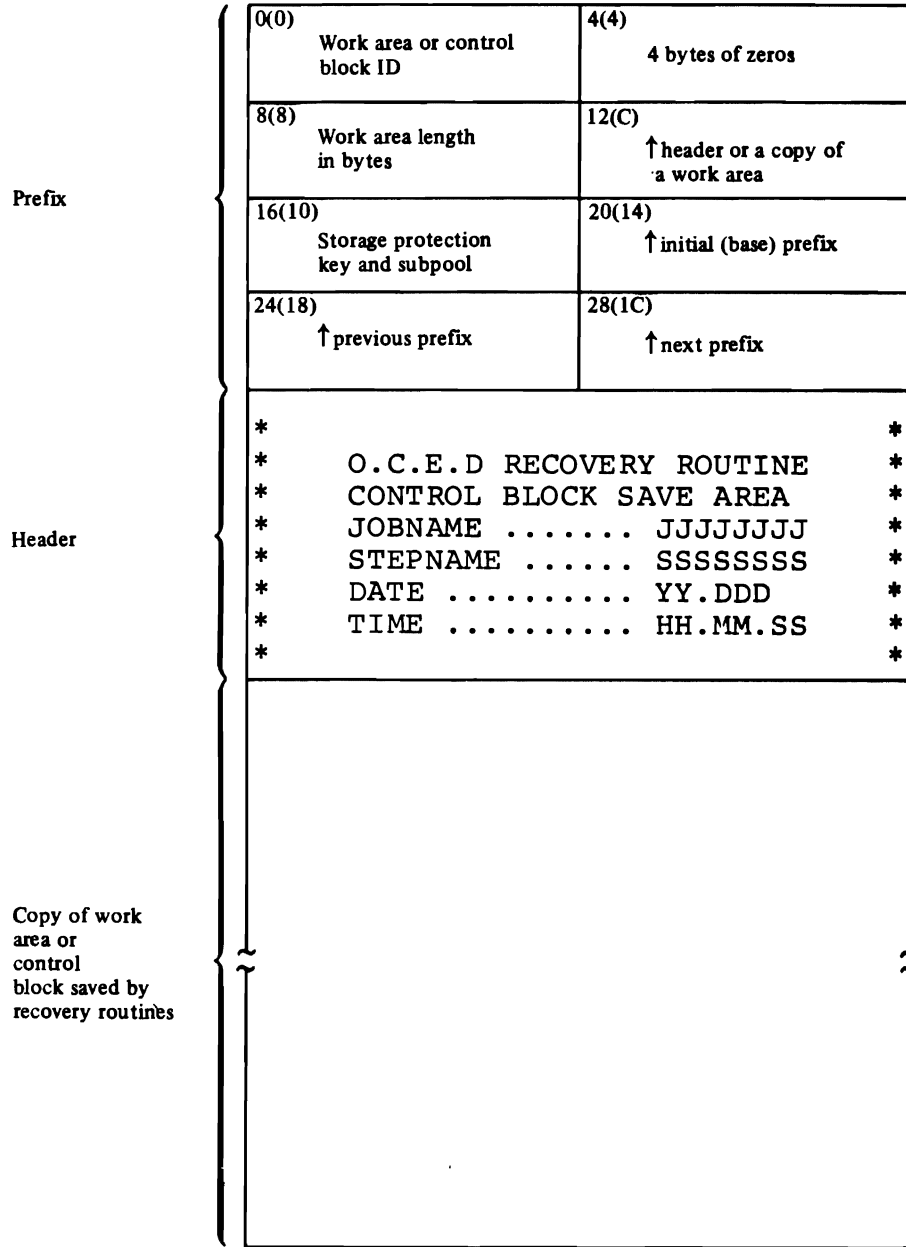 0(0)
Work area or control
block ID
4(4)
4 bytes of zeros
8(8)
Work area length
in bytes
12(C)
↑header or a copy of
a work area
Prefix
16(10)
Storage protection
key and subpool
20(14)
↑initial (base) prefix
24(18)
↑previous prefix
28(1C)
↑next prefix
Header
* *
* O.C.E.D RECOVERY ROUTINE *
* CONTROL BLOCK SAVE AREA *
* JOBNAME ....... JJJJJJJJ *
* STEPNAME ...... SSSSSSSS *
* DATE .......... YY.DDD *
* TIME .......... HH.MM.SS *
* *
Copy of work
area or
control
block saved by
recovery routines